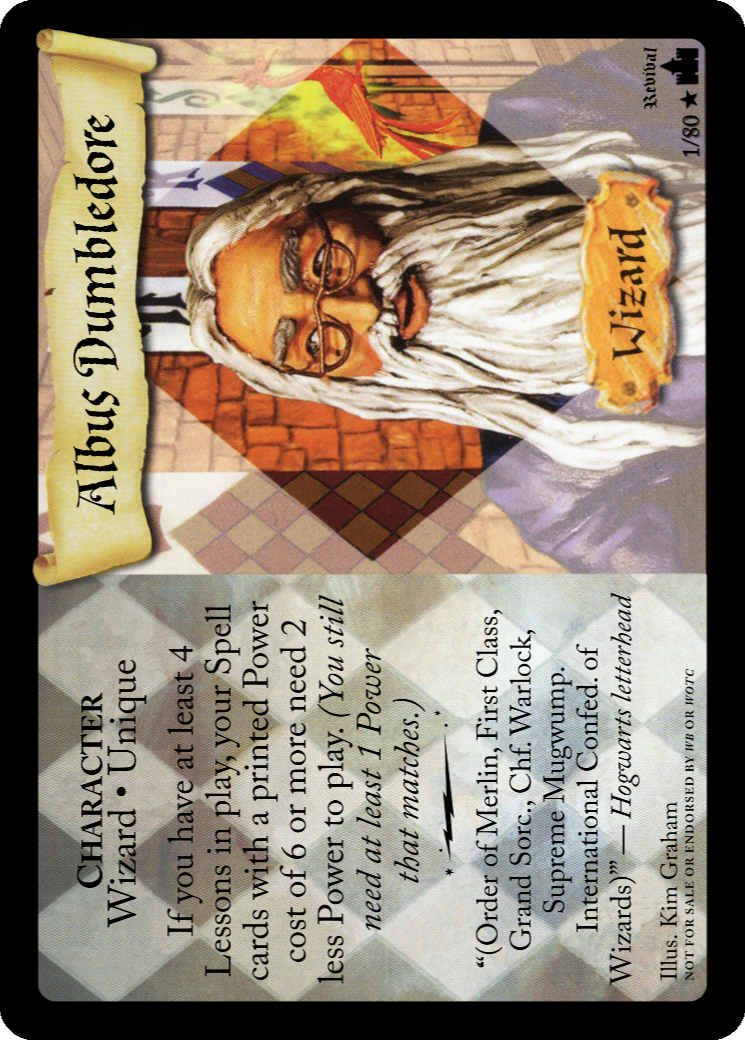 Albus Dumbledore
CHARACTER
Wizard • Unique
If you have at least 4
Lessons in play, your Spell
cards with a printed Power
cost of 6 or more need 2
less Power to play. (You still
need at least 1 Power
that matches.)
“(Order of Merlin, First Class,
Grand Sorc., Chf. Warlock,
Supreme Mugwump.
International Confed. of
Wizards)’” — Hogwarts letterhead
Illus. Kim Graham
NOT FOR SALE OR ENDORSED BY WB OR WOTC
Wizard
Revival
1/80 ★